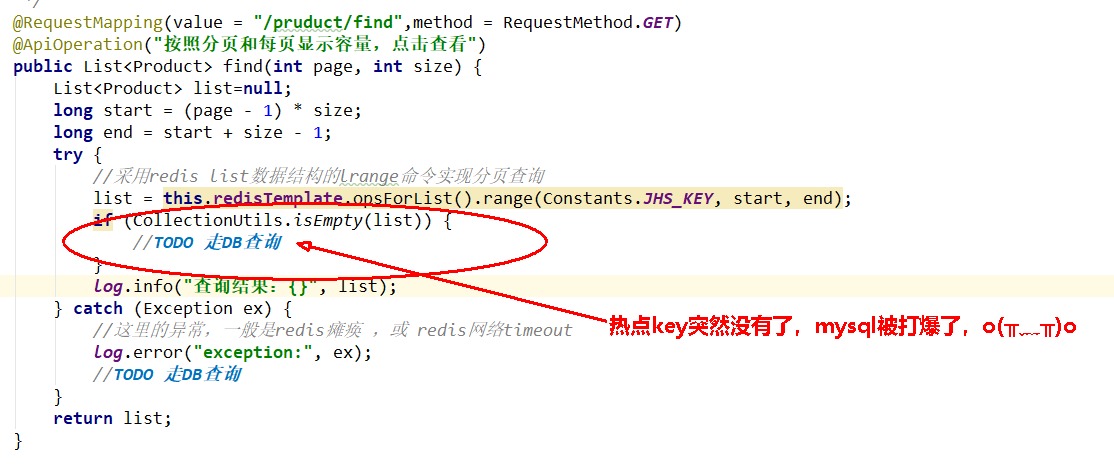 */
@RequestMapping(value = "/pruduct/find",method = RequestMethod.GET)
@ApiOperation("按照分页和每页显示容量，点击查看")
public List<Product> find(int page, int size) {
List<Product> list=null;
long start = (page - 1) * size;
long end = start + size - 1;
try {
//采用redis list数据结构的lrange命令实现分页查询
list = this.redisTemplate.opsForList().range(Constants.JHS_KEY, start, end);
if (CollectionUtils.isEmpty(list)) {
//TODO 走DB查询
}
log.info("查询结果：{}", list);
} catch (Exception ex) {
//这里的异常，一般是redis瘫痪 ，或 redis网络timeout
log.error("exception:", ex);
//TODO 走DB查询
}
return list;
}
热点key突然没有了，mysql被打爆了，o(╥﹏╥)o